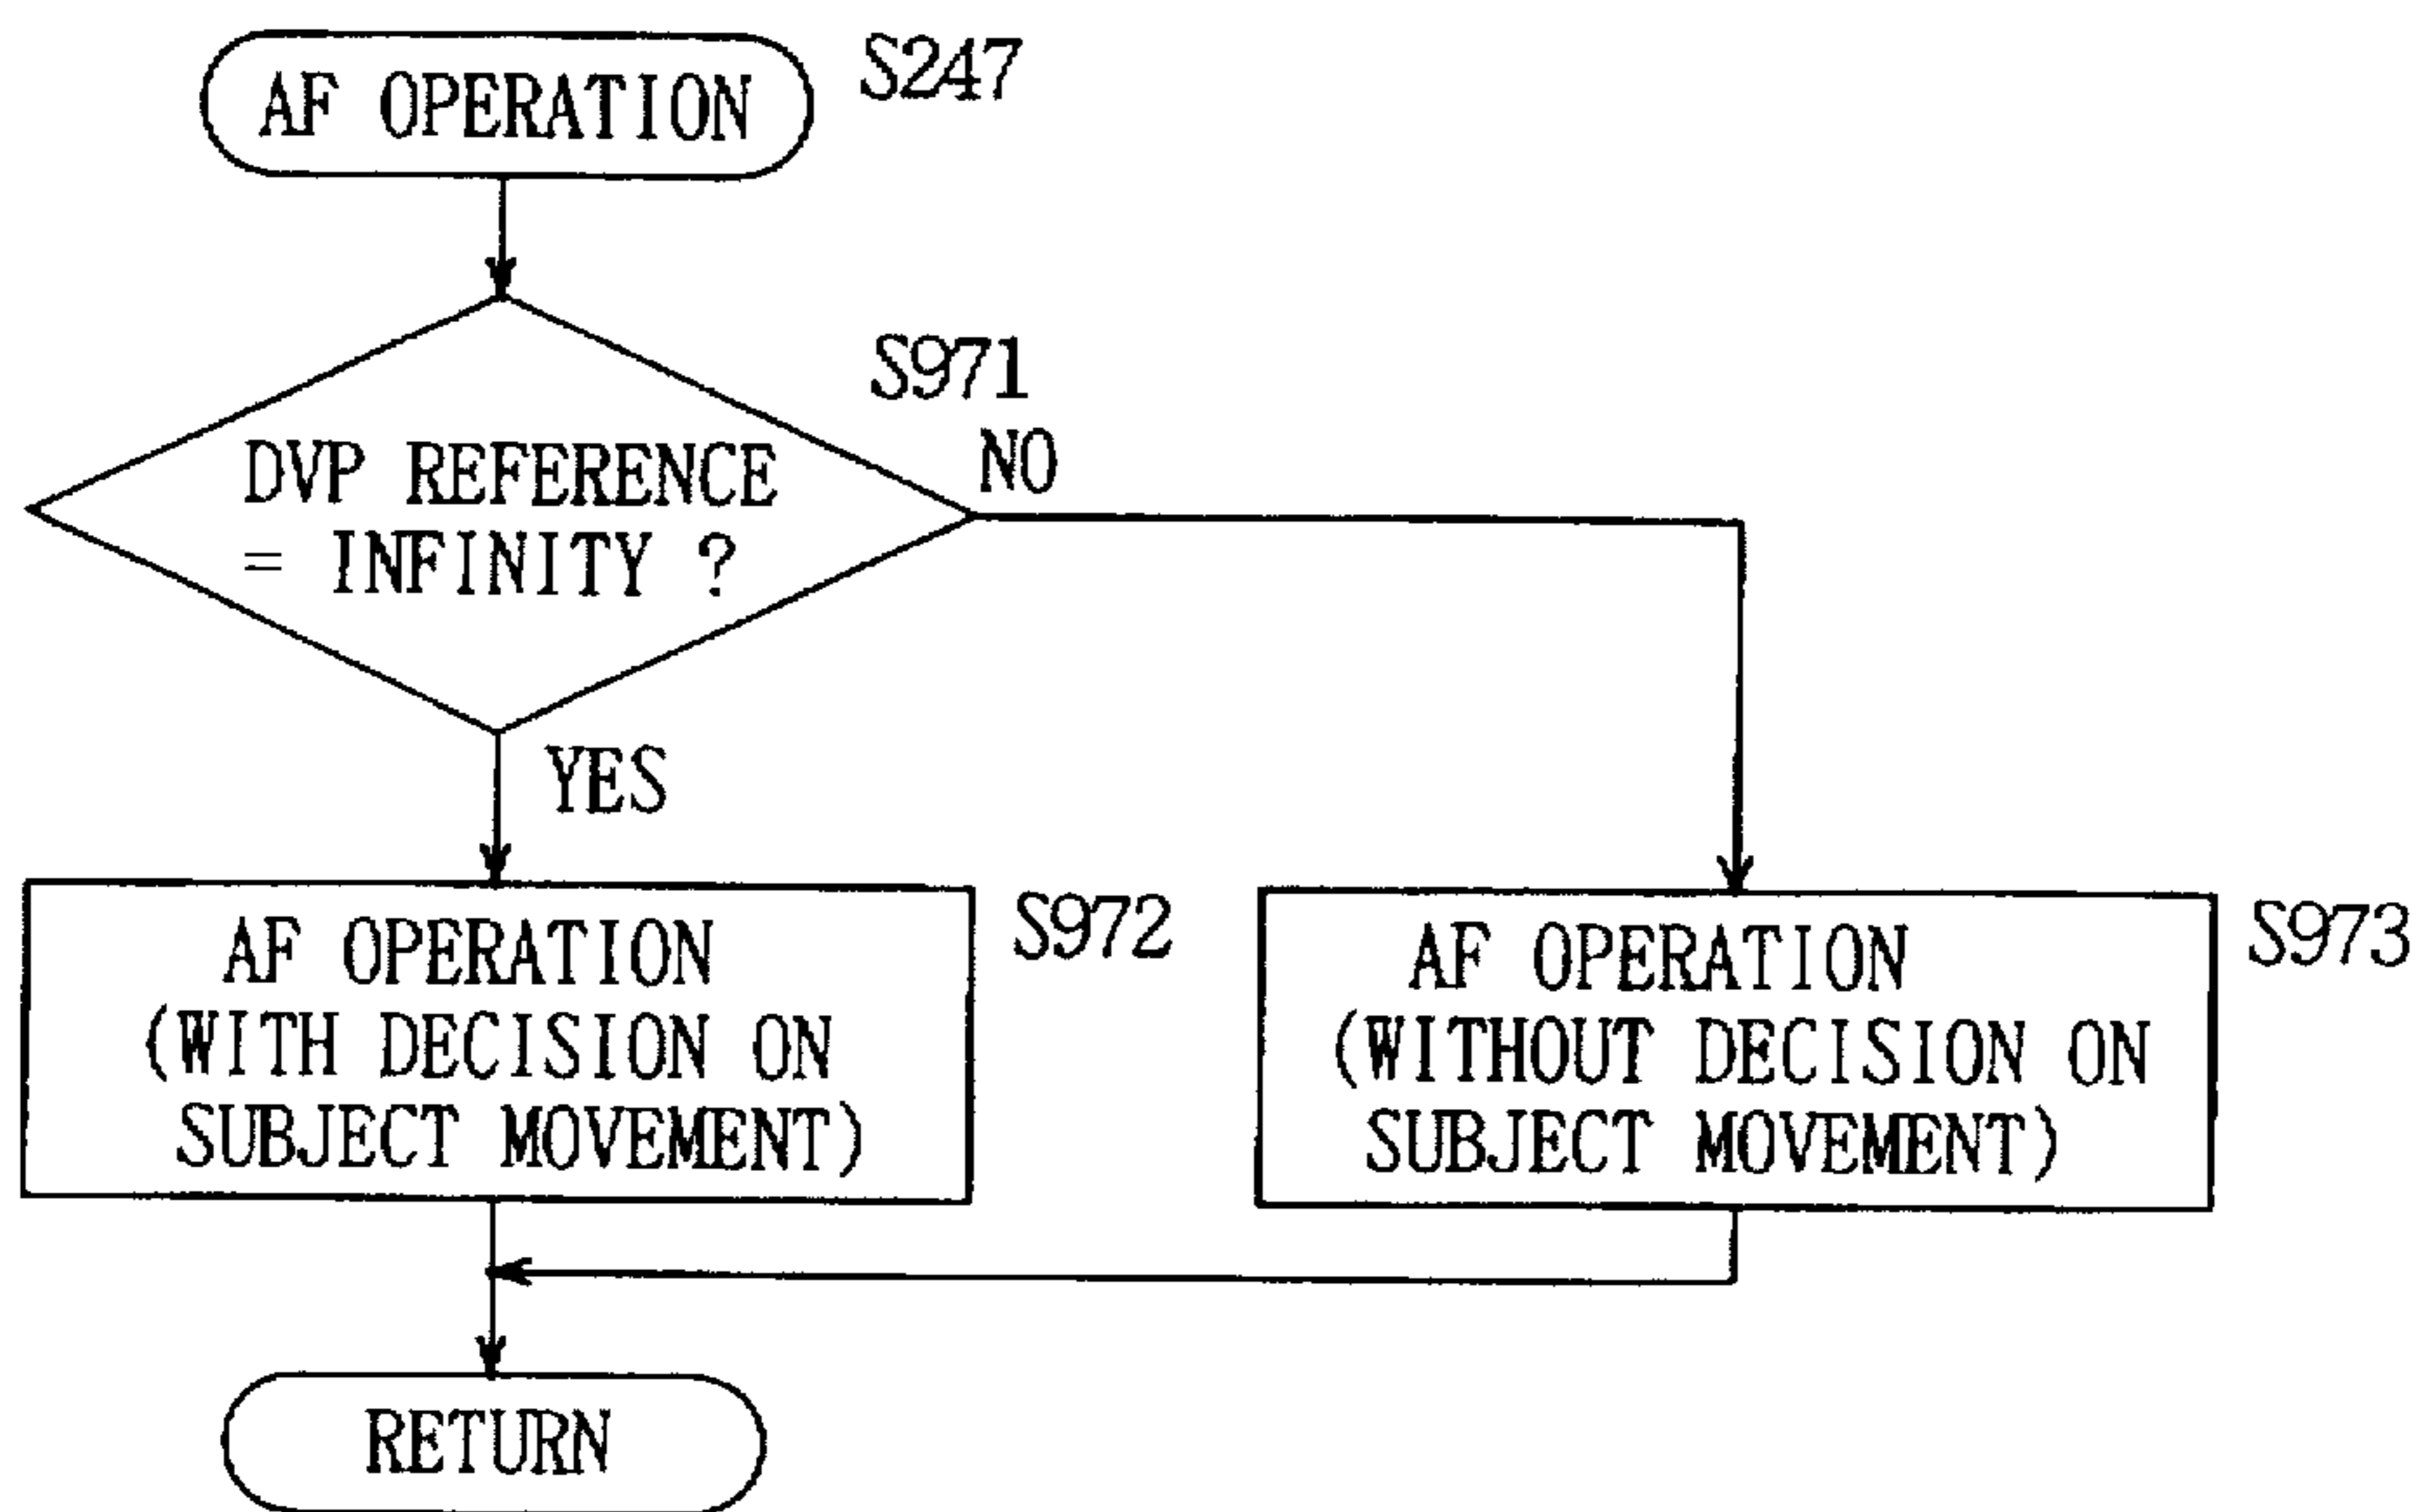 AF OPERATION
S247
S971
DVP REFERENCE
= INFINITY ?
NO
YES
AF OPERATION
(WITH DECISION ON
SUBJECT MOVEMENT)
S972
AF OPERATION
(WITHOUT DECISION ON
SUBJECT MOVEMENT)
S973
RETURN